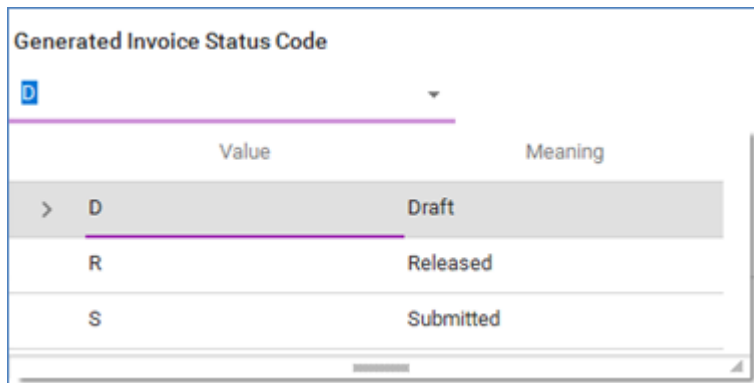 Generated Invoice Status Code
D
Value Meaning
D Draft
R Released
S Submitted